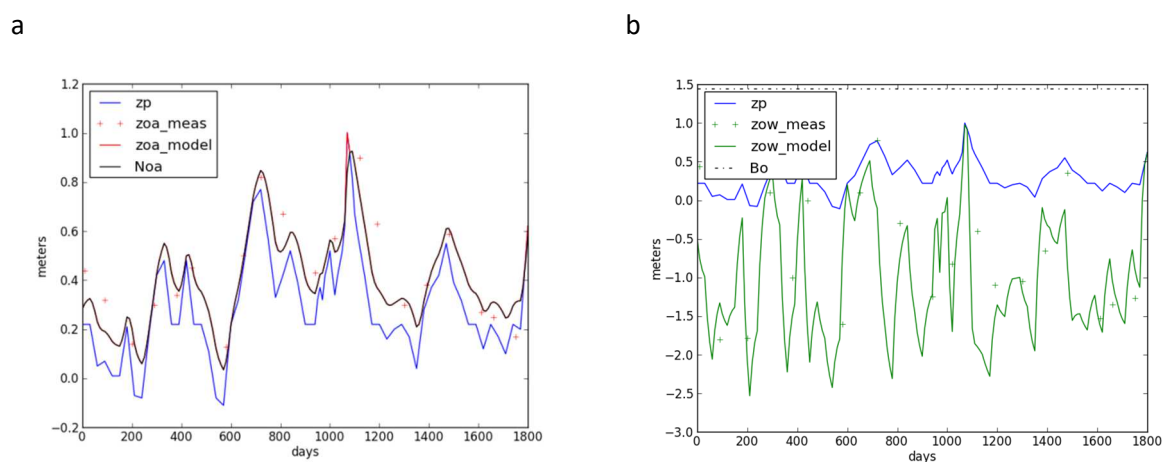 a
b
1.2
1.0
0.8
0.6
0.4
0.2
0.0
−0.2
meters
0
200
400
600
800
1000
1200
1400
1600
1800
days
zp
zoa_meas
zoa_model
Noa
1.5
1.0
0.5
0.0
−0.5
−1.0
−1.5
−2.0
−2.5
−3.0
meters
0
200
400
600
800
1000
1200
1400
1600
1800
days
zp
zow_meas
zow_model
Bo